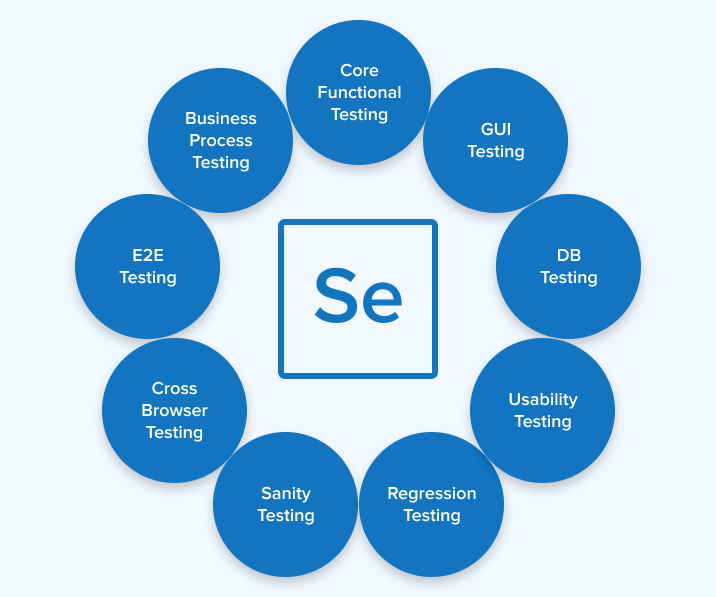 Core
Functional
Testing
GUI
Testing
DB
Testing
Usability
Testing
Regression
Testing
Sanity
Testing
Cross
Browser
Testing
E2E
Testing
Business
Process
Testing
Se